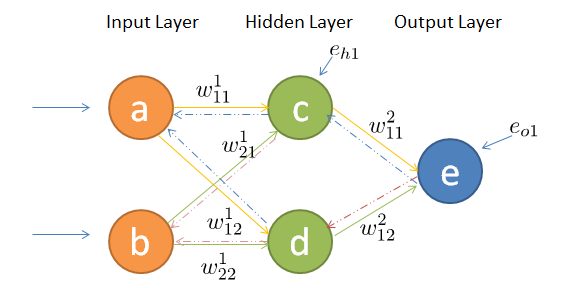 Input Layer Hidden Layer Output Layer
e_{h1}
a w^1_{11} c w^2_{11} e_{o1}
w^1_{21} e
b w^1_{12} d w^2_{12}
w^1_{22}